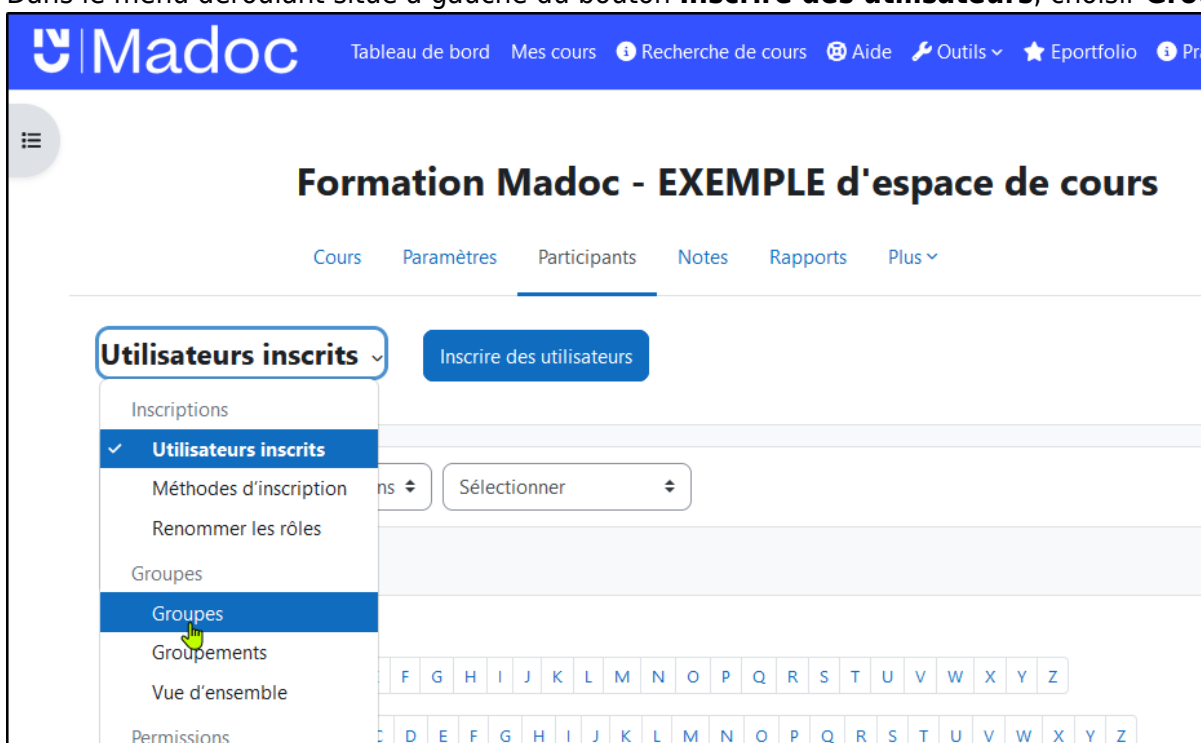 Dans le menu déroulant situé à gauche du bouton inscrire des utilisateurs, choisir Gro
Madoc Tableau de bord Mes cours Recherche de cours Aide Outils Eportfolio Pr
Formation Madoc - EXEMPLE d'espace de cours
Cours Paramètres Participants Notes Rapports Plus
Utilisateurs inscrits Inscrire des utilisateurs
Inscriptions
Utilisateurs inscrits
Méthodes d'inscription ns Sélectionner
Renommer les rôles
Groupes
Groupes
Groupements
F G H I J K L M N O P Q R S T U V W X Y Z
Vue d'ensemble
Permissions
D E F G H I J K L M N O P Q R S T U V W X Y Z